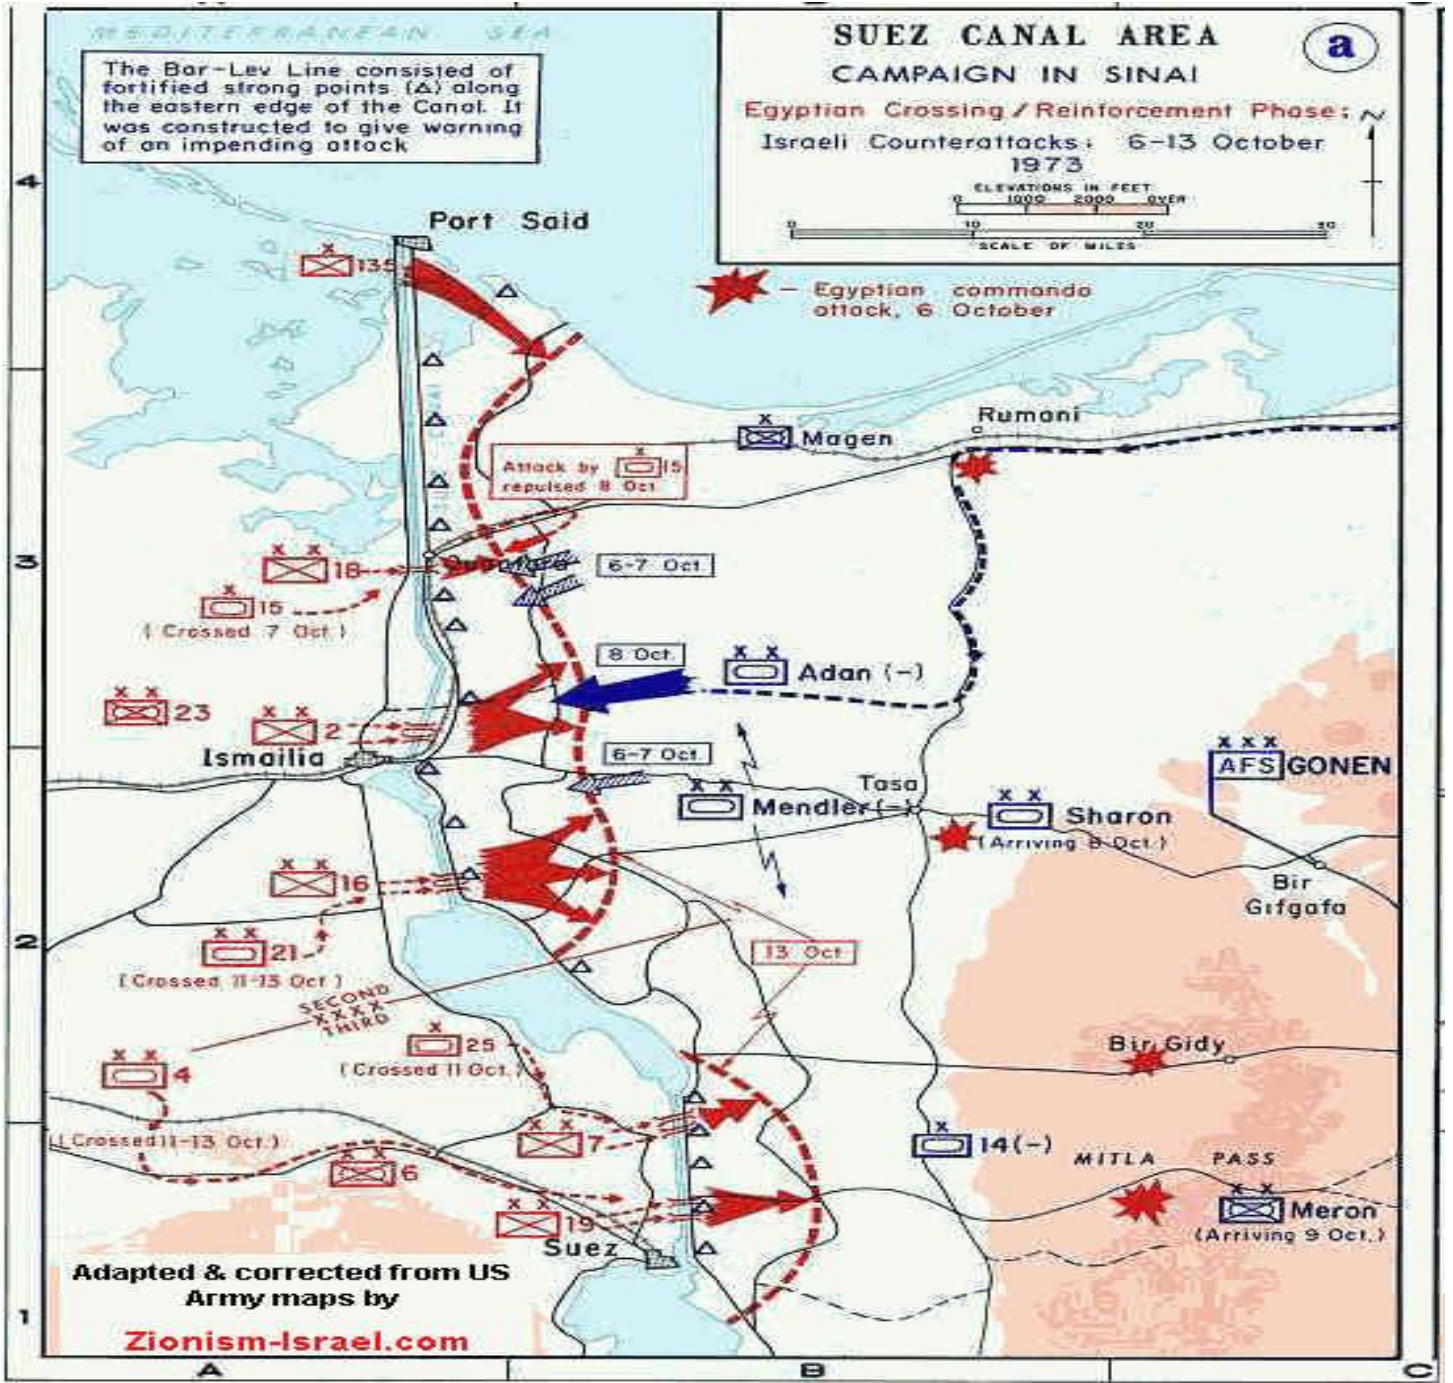 MEDITERRANEAN SEA
The Bar-Lev Line consisted of
fortified strong points (Δ) along
the eastern edge of the Canal. It
was constructed to give warning
of an impending attack
SUEZ CANAL AREA
a
CAMPAIGN IN SINAI
Egyptian Crossing / Reinforcement Phase;
N
Israeli Counterattacks; 6-13 October
1973
ELEVATIONS IN FEET
0 1000 2000 OVER
0 10 20 30
SCALE OF MILES
4
Port Said
X
135
- Egyptian commando
attack, 6 October
Rumani
X
Magen
X
Attack by 15
repulsed 8 Oct.
3
X X
18
6-7 Oct.
X
15
(Crossed 7 Oct.)
8 Oct.
X X
Adan (-)
X X
23
X X
2
Ismailia
6-7 Oct.
X X X
AFS GONEN
Tasa
X X
Mendler (-)
X X
Sharon
(Arriving 8 Oct.)
X X
16
Bir
Gifgafa
2
X X
21
(Crossed 11-13 Oct.)
13 Oct.
SECOND
XXXX
THIRD
X
25
(Crossed 11 Oct.)
X X
4
Bir Gidy
(Crossed 11-13 Oct.)
X X
7
X
14 (-)
MITLA PASS
X X
6
X X
19
X X
Meron
(Arriving 9 Oct.)
Suez
Adapted & corrected from US
Army maps by
Zionism-Israel.com
1
A B C